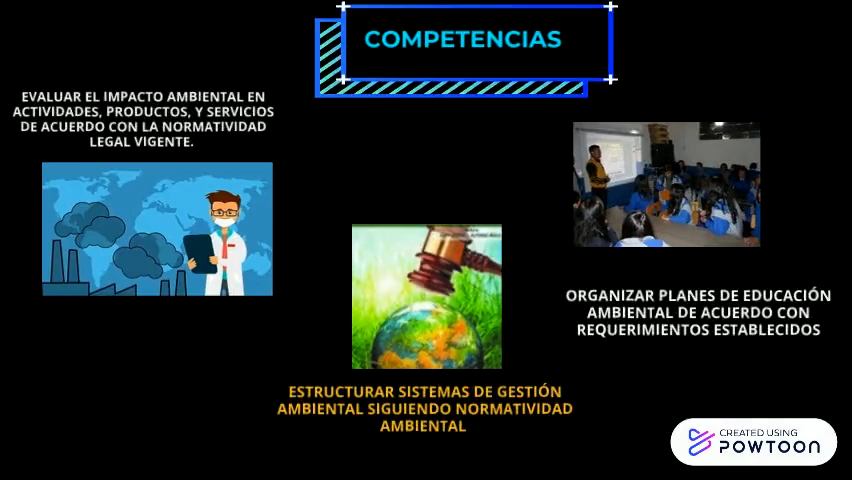 COMPETENCIAS
EVALUAR EL IMPACTO AMBIENTAL EN
ACTIVIDADES, PRODUCTOS, Y SERVICIOS
DE ACUERDO CON LA NORMATIVIDAD
LEGAL VIGENTE.
ORGANIZAR PLANES DE EDUCACIÓN
AMBIENTAL DE ACUERDO CON
REQUERIMIENTOS ESTABLECIDOS
ESTRUCTURAR SISTEMAS DE GESTIÓN
AMBIENTAL SIGUIENDO NORMATIVIDAD
AMBIENTAL
CREATED USING
POWTOON